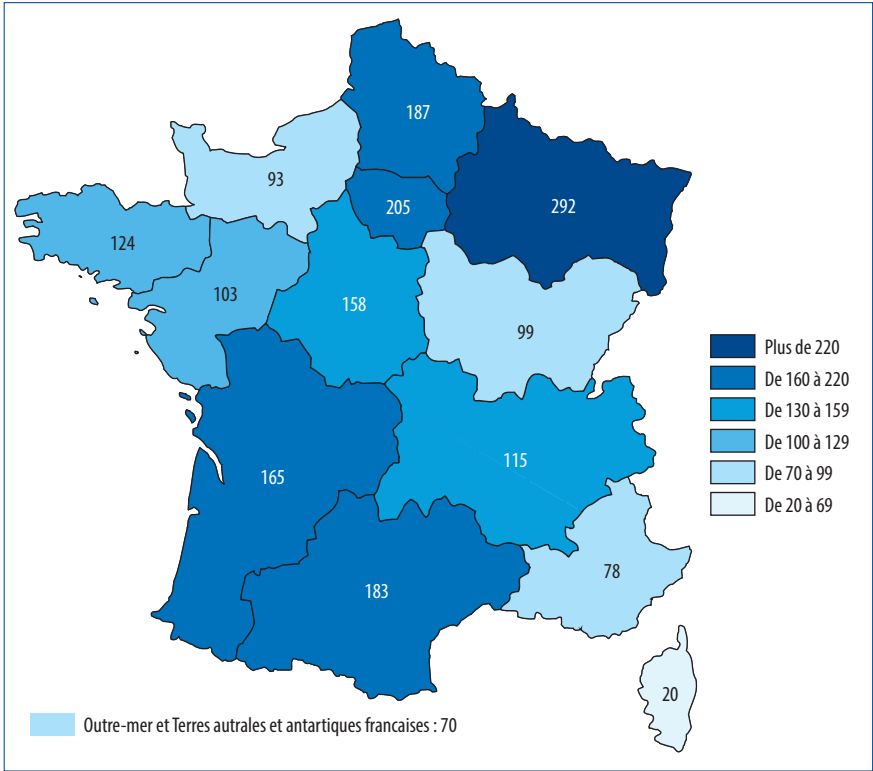 187
93
205
292
124
103
158
99
Plus de 220
De 160 à 220
De 130 à 159
De 100 à 129
115
De 70 à 99
165
De 20 à 69
78
183
20
Outre-mer et Terres autrales et antartiques francaises : 70